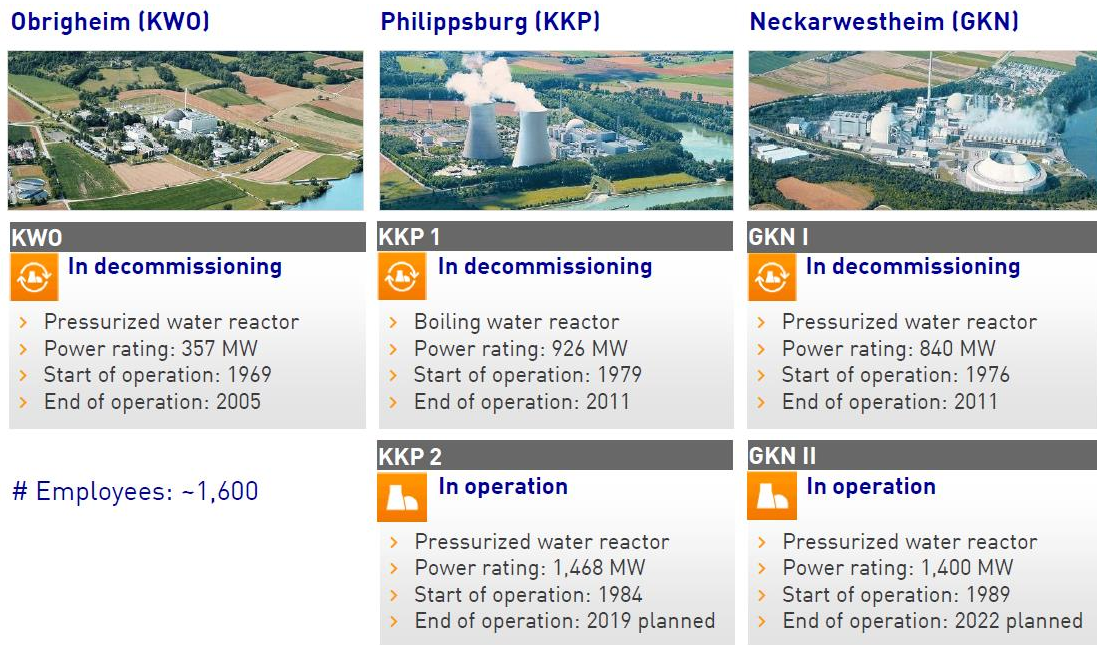 Obrigheim (KWO)
Philippsburg (KKP)
Neckarwestheim (GKN)
KWO
In decommissioning
> Pressurized water reactor
> Power rating: 357 MW
> Start of operation: 1969
> End of operation: 2005
# Employees: ~1,600
KKP 1
In decommissioning
> Boiling water reactor
> Power rating: 926 MW
> Start of operation: 1979
> End of operation: 2011
KKP 2
In operation
> Pressurized water reactor
> Power rating: 1,468 MW
> Start of operation: 1984
> End of operation: 2019 planned
GKN I
In decommissioning
> Pressurized water reactor
> Power rating: 840 MW
> Start of operation: 1976
> End of operation: 2011
GKN II
In operation
> Pressurized water reactor
> Power rating: 1,400 MW
> Start of operation: 1989
> End of operation: 2022 planned